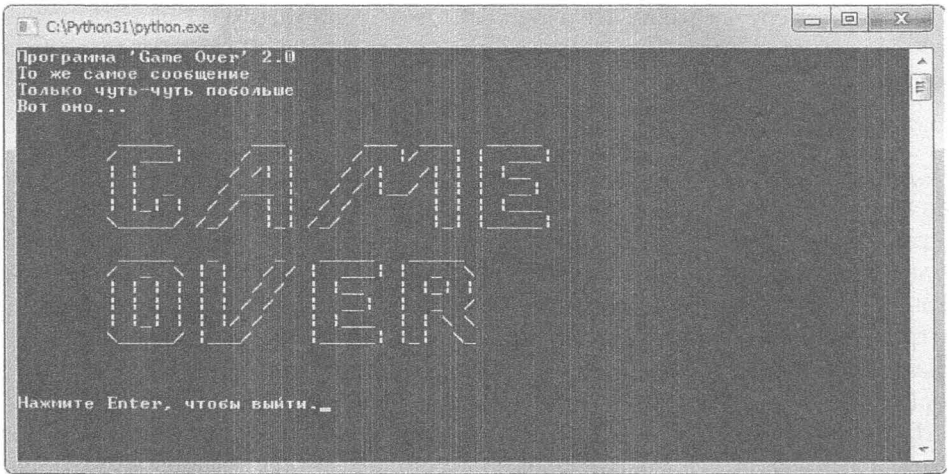 C:\Python31\python.exe
Программа 'Game Over' 2.0
То же самое сообщение
Только чуть-чуть побольше
Вот оно...
GAME
OVER
Нажмите Enter, чтобы выйти._